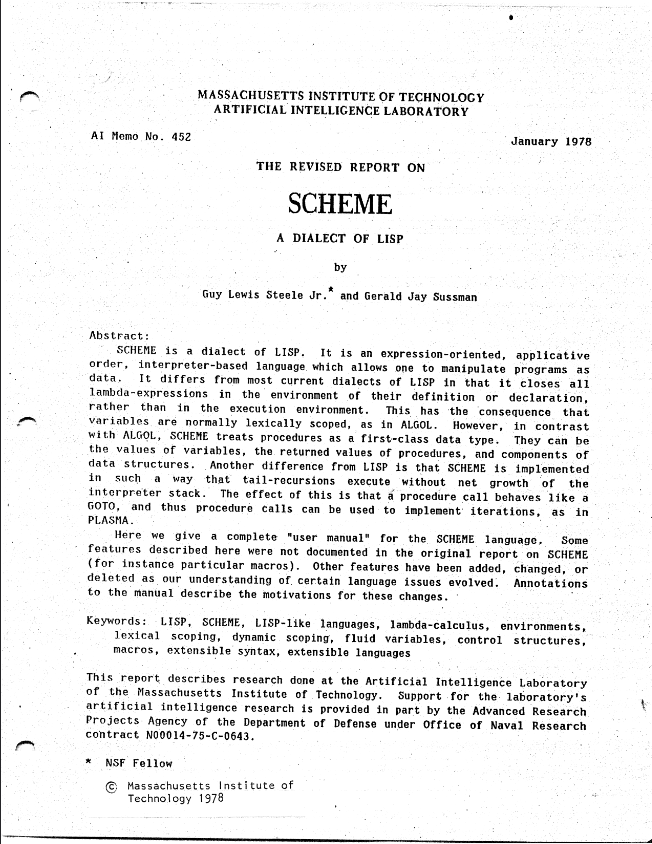 MASSACHUSETTS INSTITUTE OF TECHNOLOGY
ARTIFICIAL INTELLIGENCE LABORATORY
AI Memo No. 452
January 1978
THE REVISED REPORT ON
SCHEME
A DIALECT OF LISP
by
Guy Lewis Steele Jr.* and Gerald Jay Sussman
Abstract:
SCHEME is a dialect of LISP. It is an expression-oriented, applicative
order, interpreter-based language which allows one to manipulate programs as
data. It differs from most current dialects of LISP in that it closes all
lambda-expressions in the environment of their definition or declaration,
rather than in the execution environment. This has the consequence that
variables are normally lexically scoped, as in ALGOL. However, in contrast
with ALGOL, SCHEME treats procedures as a first-class data type. They can be
the values of variables, the returned values of procedures, and components of
data structures. Another difference from LISP is that SCHEME is implemented
in such a way that tail-recursions execute without net growth of the
interpreter stack. The effect of this is that a procedure call behaves like a
GOTO, and thus procedure calls can be used to implement iterations, as in
PLASMA.
Here we give a complete "user manual" for the SCHEME language. Some
features described here were not documented in the original report on SCHEME
(for instance particular macros). Other features have been added, changed, or
deleted as our understanding of certain language issues evolved. Annotations
to the manual describe the motivations for these changes.
Keywords: LISP, SCHEME, LISP-like languages, lambda-calculus, environments,
lexical scoping, dynamic scoping, fluid variables, control structures,
macros, extensible syntax, extensible languages
This report describes research done at the Artificial Intelligence Laboratory
of the Massachusetts Institute of Technology. Support for the laboratory's
artificial intelligence research is provided in part by the Advanced Research
Projects Agency of the Department of Defense under Office of Naval Research
contract N00014-75-C-0643.
* NSF Fellow
© Massachusetts Institute of
Technology 1978